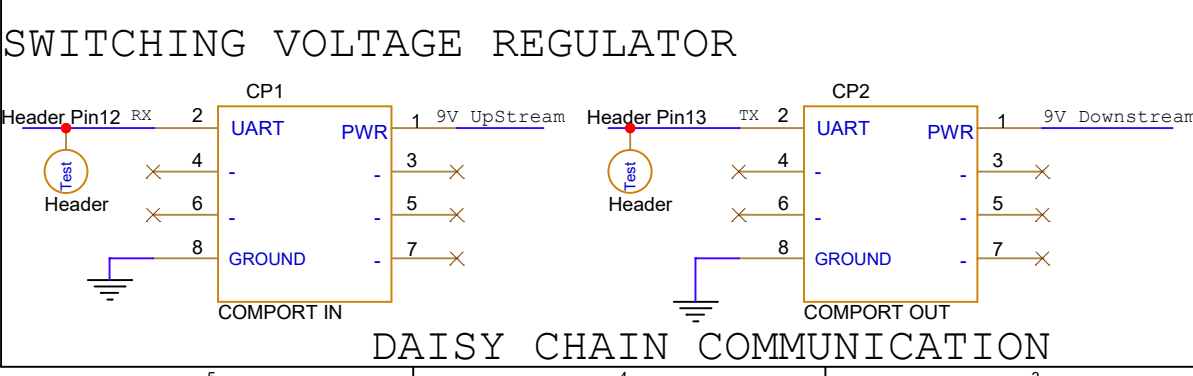 SWITCHING VOLTAGE REGULATOR
CP1
CP2
Header Pin12 RX 2 UART PWR 1 9V UpStream
Header Pin13 TX 2 UART PWR 1 9V Downstream
Test
4 - - 3
Test
4 - - 3
Header
6 - - 5
Header
6 - - 5
8 GROUND - 7
8 GROUND - 7
COMPORT IN
COMPORT OUT
DAISY CHAIN COMMUNICATION